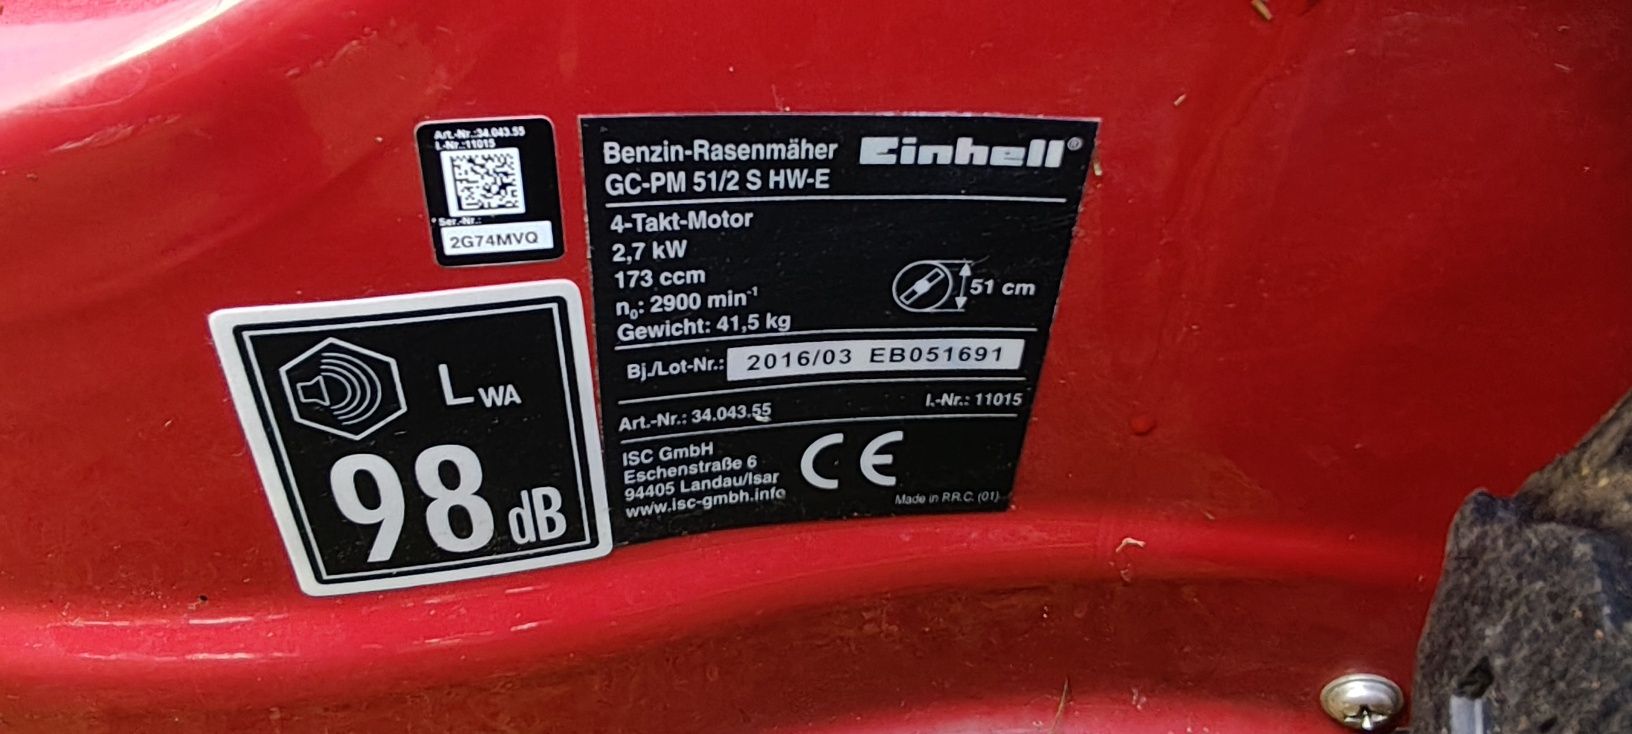 Art.-Nr.:34.043.55
I.-Nr.:11015
Ser.-Nr.:
2G74MVQ
Benzin-Rasenmäher Einhell®
GC-PM 51/2 S HW-E
4-Takt-Motor
2,7 kW
173 ccm
n₀: 2900 min⁻¹
Gewicht: 41,5 kg
51 cm
Bj./Lot-Nr.: 2016/03 EB051691
Art.-Nr.: 34.043.55 I.-Nr.: 11015
ISC GmbH
Eschenstraße 6
94405 Landau/Isar
www.isc-gmbh.info
CE
Made in P.R.C. (01)
LWA
98 dB